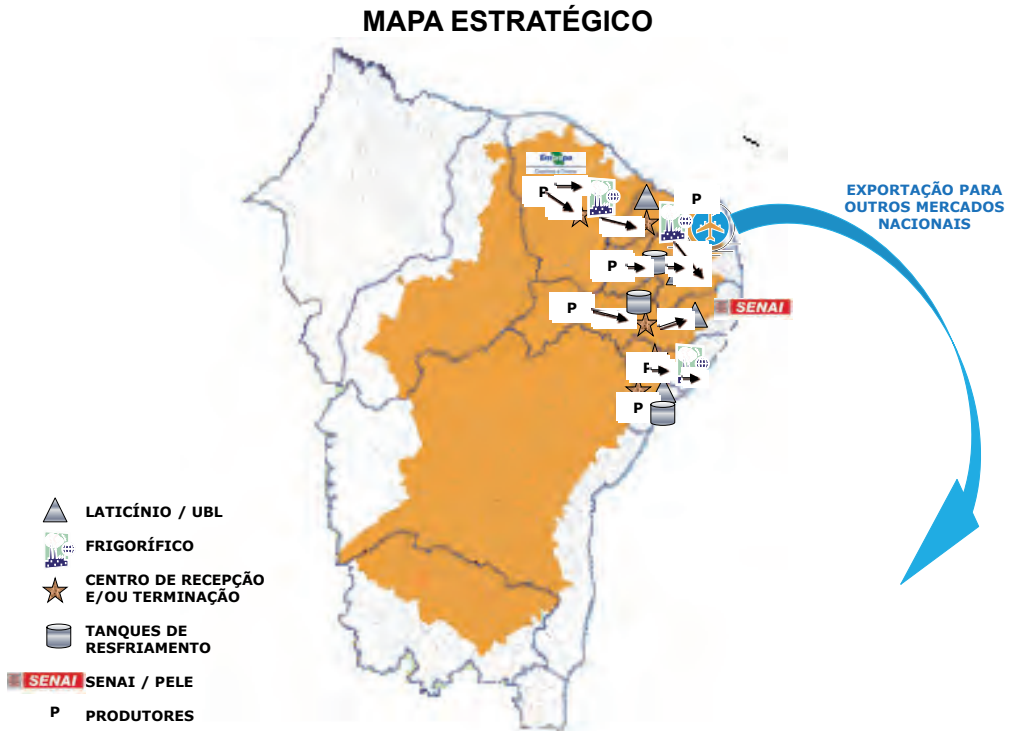 MAPA ESTRATÉGICO
Embrapa
P
P
EXPORTAÇÃO PARA
OUTROS MERCADOS
NACIONAIS
P
P
SENAI
P
P
LATICÍNIO / UBL
FRIGORÍFICO
CENTRO DE RECEPÇÃO
E/OU TERMINAÇÃO
TANQUES DE
RESFRIAMENTO
SENAI SENAI / PELE
P PRODUTORES